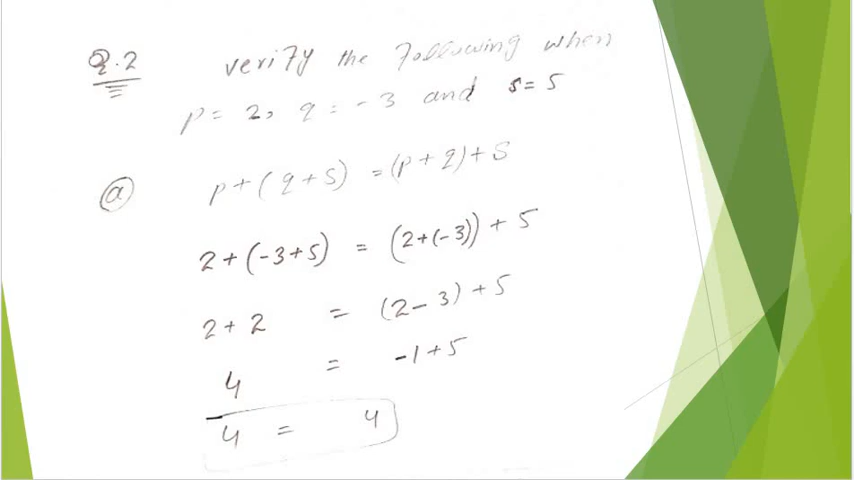 Q.2 verify the following when
p = 2, q = -3 and s = 5
(a) p + (q + s) = (p + q) + s
2 + (-3 + 5) = (2 + (-3)) + 5
2 + 2 = (2 - 3) + 5
4 = -1 + 5
4 = 4